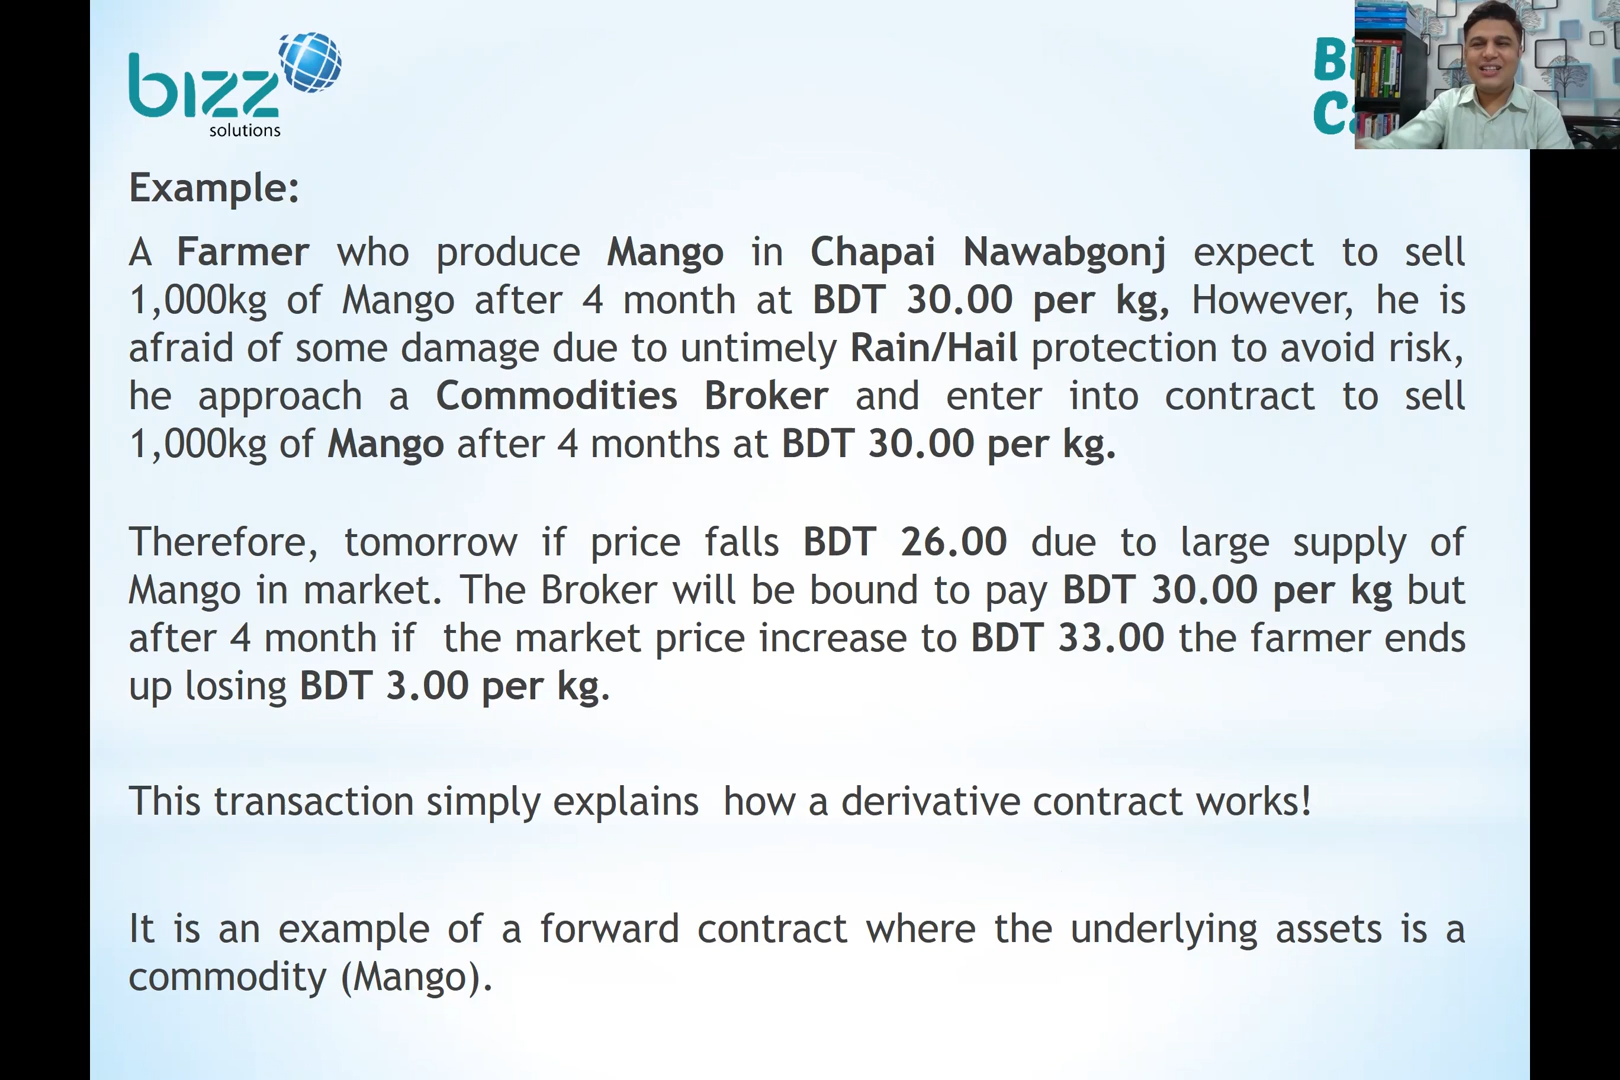 bizz
solutions
Example:
A Farmer who produce Mango in Chapai Nawabgonj expect to sell
1,000kg of Mango after 4 month at BDT 30.00 per kg, However, he is
afraid of some damage due to untimely Rain/Hail protection to avoid risk,
he approach a Commodities Broker and enter into contract to sell
1,000kg of Mango after 4 months at BDT 30.00 per kg.
Therefore, tomorrow if price falls BDT 26.00 due to large supply of
Mango in market. The Broker will be bound to pay BDT 30.00 per kg but
after 4 month if the market price increase to BDT 33.00 the farmer ends
up losing BDT 3.00 per kg.
This transaction simply explains how a derivative contract works!
It is an example of a forward contract where the underlying assets is a
commodity (Mango).